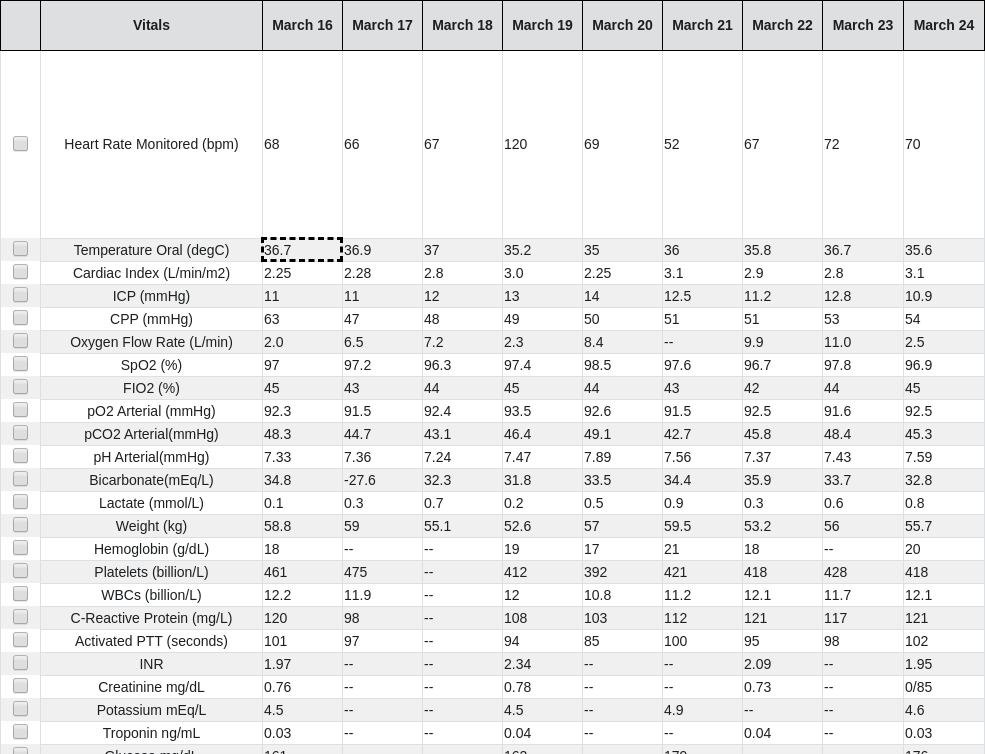 Vitals March 16 March 17 March 18 March 19 March 20 March 21 March 22 March 23 March 24
Heart Rate Monitored (bpm) 68 66 67 120 69 52 67 72 70
Temperature Oral (degC) 36.7 36.9 37 35.2 35 36 35.8 36.7 35.6
Cardiac Index (L/min/m2) 2.25 2.28 2.8 3.0 2.25 3.1 2.9 2.8 3.1
ICP (mmHg) 11 11 12 13 14 12.5 11.2 12.8 10.9
CPP (mmHg) 63 47 48 49 50 51 51 53 54
Oxygen Flow Rate (L/min) 2.0 6.5 7.2 2.3 8.4 -- 9.9 11.0 2.5
SpO2 (%) 97 97.2 96.3 97.4 98.5 97.6 96.7 97.8 96.9
FIO2 (%) 45 43 44 45 44 43 42 44 45
pO2 Arterial (mmHg) 92.3 91.5 92.4 93.5 92.6 91.5 92.5 91.6 92.5
pCO2 Arterial(mmHg) 48.3 44.7 43.1 46.4 49.1 42.7 45.8 48.4 45.3
pH Arterial(mmHg) 7.33 7.36 7.24 7.47 7.89 7.56 7.37 7.43 7.59
Bicarbonate(mEq/L) 34.8 -27.6 32.3 31.8 33.5 34.4 35.9 33.7 32.8
Lactate (mmol/L) 0.1 0.3 0.7 0.2 0.5 0.9 0.3 0.6 0.8
Weight (kg) 58.8 59 55.1 52.6 57 59.5 53.2 56 55.7
Hemoglobin (g/dL) 18 -- -- 19 17 21 18 -- 20
Platelets (billion/L) 461 475 -- 412 392 421 418 428 418
WBCs (billion/L) 12.2 11.9 -- 12 10.8 11.2 12.1 11.7 12.1
C-Reactive Protein (mg/L) 120 98 -- 108 103 112 121 117 121
Activated PTT (seconds) 101 97 -- 94 85 100 95 98 102
INR 1.97 -- -- 2.34 -- -- 2.09 -- 1.95
Creatinine mg/dL 0.76 -- -- 0.78 -- -- 0.73 -- 0/85
Potassium mEq/L 4.5 -- -- 4.5 -- 4.9 -- -- 4.6
Troponin ng/mL 0.03 -- -- 0.04 -- -- 0.04 -- 0.03